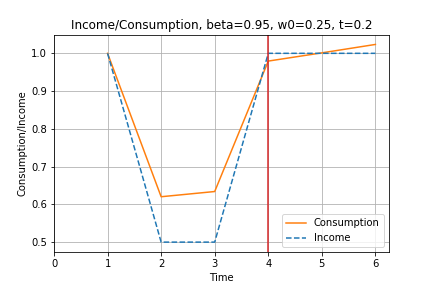 Income/Consumption, beta=0.95, w0=0.25, t=0.2
Consumption/Income
1.0
0.9
0.8
0.7
0.6
0.5
Consumption
Income
0 1 2 3 4 5 6
Time